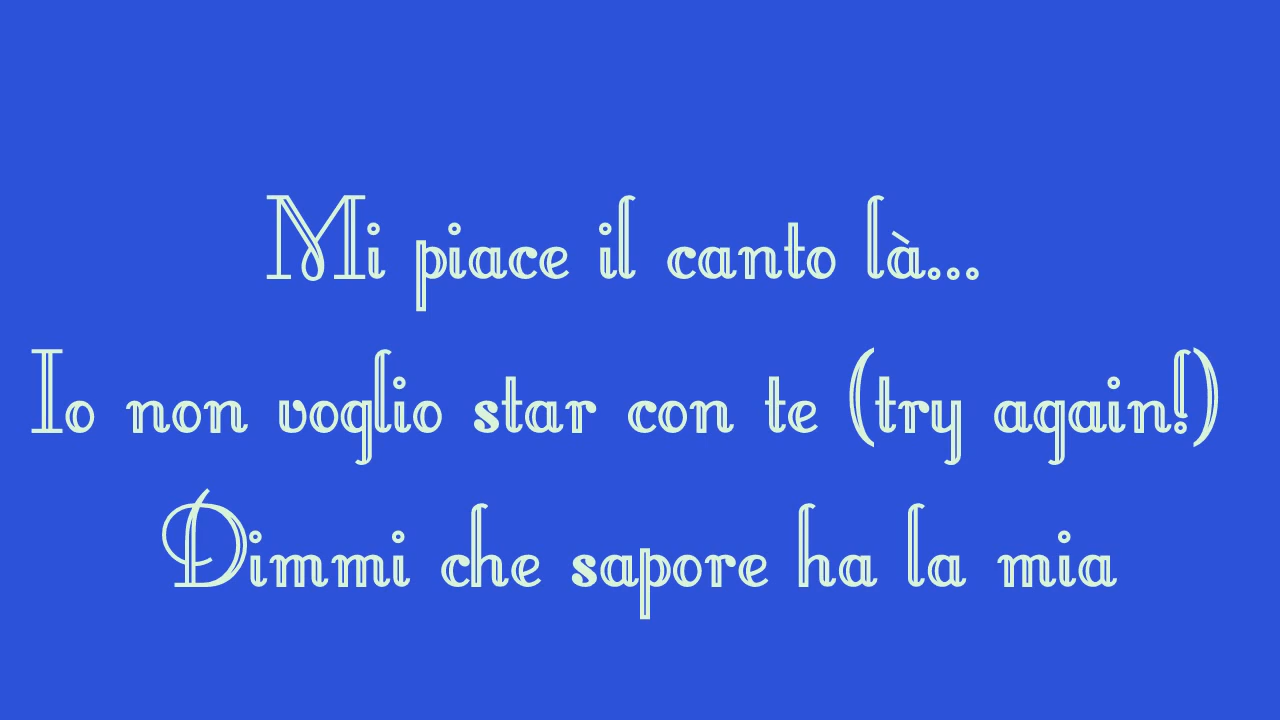 Mi piace il canto là...
Io non voglio star con te (try again!)
Dimmi che sapore ha la mia